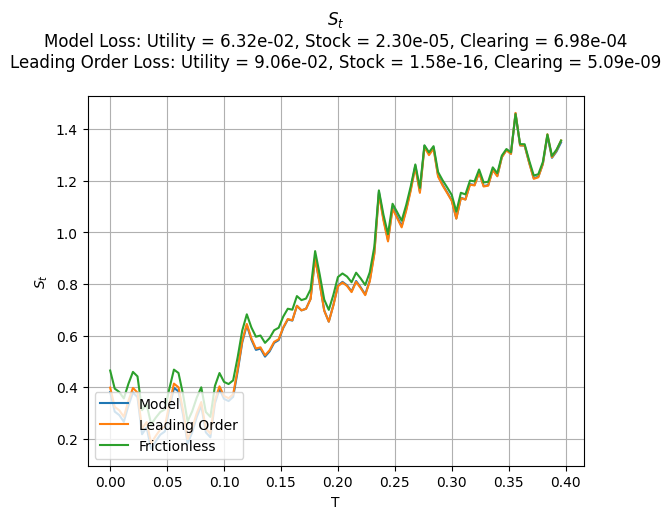 S_t
Model Loss: Utility = 6.32e-02, Stock = 2.30e-05, Clearing = 6.98e-04
Leading Order Loss: Utility = 9.06e-02, Stock = 1.58e-16, Clearing = 5.09e-09
S_t
1.4
1.2
1.0
0.8
0.6
0.4
0.2
Model
Leading Order
Frictionless
0.00 0.05 0.10 0.15 0.20 0.25 0.30 0.35 0.40
T